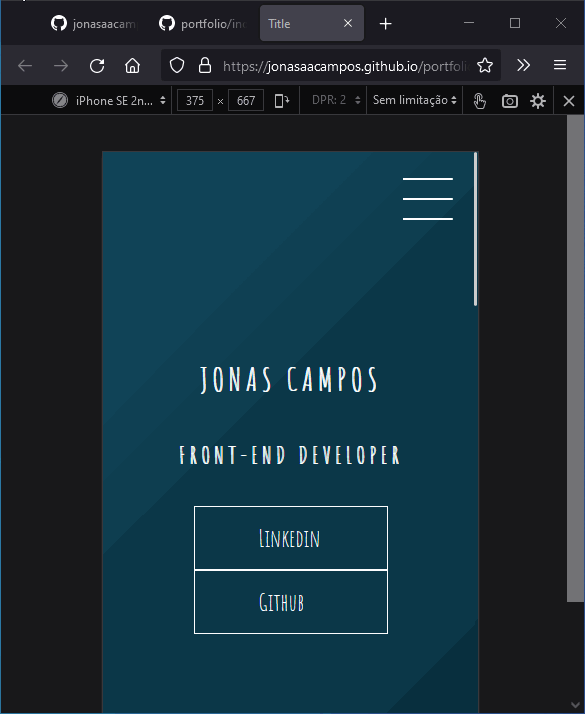 jonasaacam
portfolio/inc
Title
https://jonasaacampos.github.io/portfoli
iPhone SE 2n...
375 × 667
DPR: 2
Sem limitação
JONAS CAMPOS
FRONT-END DEVELOPER
LINKEDIN
GITHUB